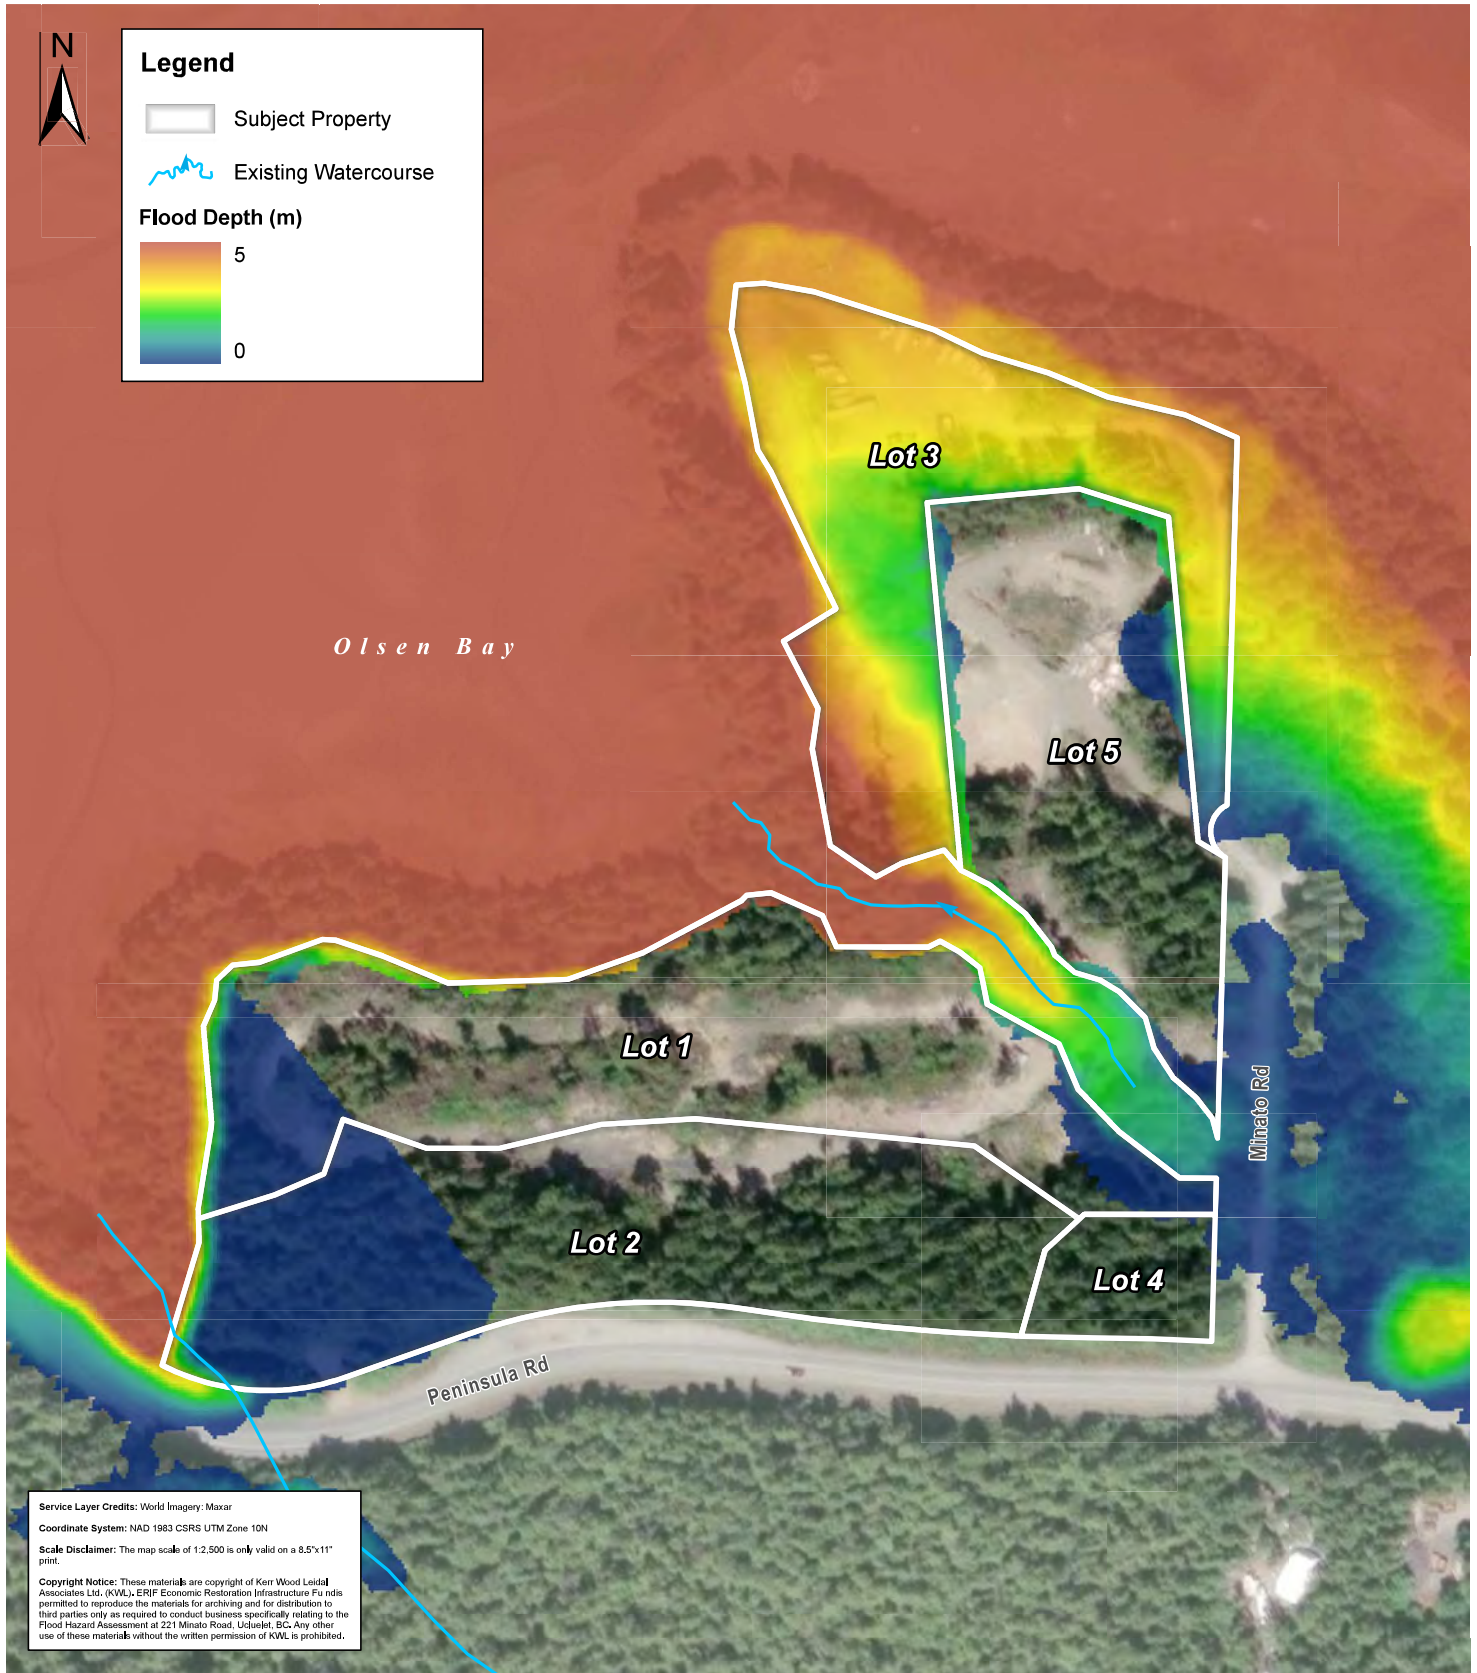 N
Legend
Subject Property
Existing Watercourse
Flood Depth (m)
5
0
Lot 3
Olsen Bay
Lot 5
Lot 1
Minato Rd
Lot 2
Lot 4
Peninsula Rd
Service Layer Credits: World Imagery: Maxar
Coordinate System: NAD 1983 CSRS UTM Zone 10N
Scale Disclaimer: The map scale of 1:2,500 is only valid on a 8.5"x11"
print.
Copyright Notice: These materials are copyright of Kerr Wood Leidal
Associates Ltd. (KWL). ERIF Economic Restoration Infrastructure Fu ndis
permitted to reproduce the materials for archiving and for distribution to
third parties only as required to conduct business specifically relating to the
Flood Hazard Assessment at 221 Minato Road, Ucluelet, BC. Any other
use of these materials without the written permission of KWL is prohibited.